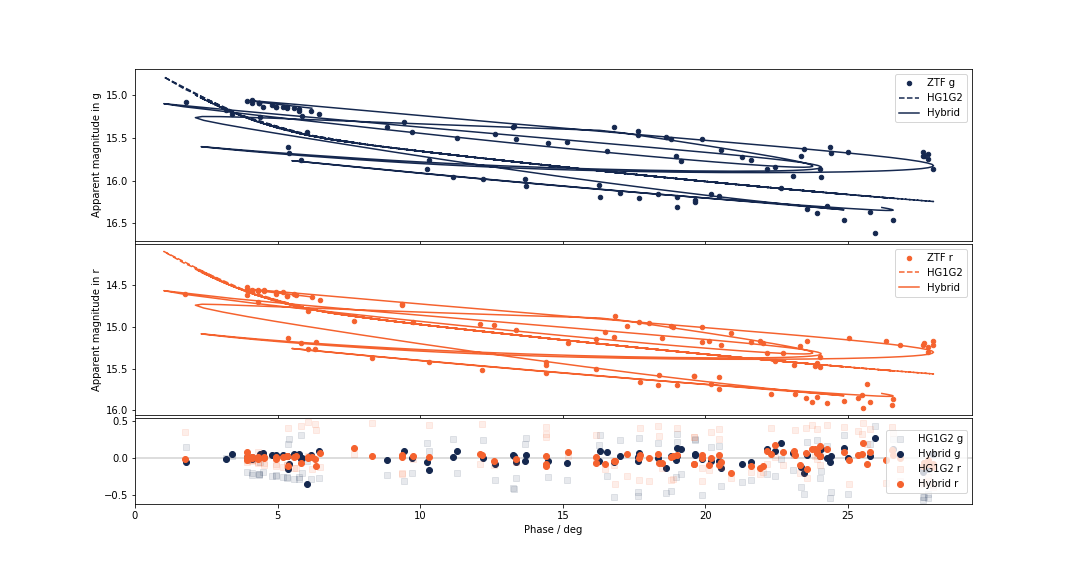 Apparent magnitude in g
15.0
15.5
16.0
16.5
ZTF g
HG1G2
Hybrid
Apparent magnitude in r
14.5
15.0
15.5
16.0
ZTF r
HG1G2
Hybrid
0.5
0.0
−0.5
HG1G2 g
Hybrid g
HG1G2 r
Hybrid r
0 5 10 15 20 25
Phase / deg